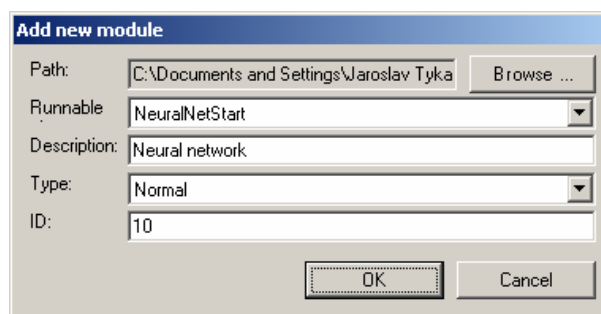 Add new module
Path: C:\Documents and Settings\Jaroslav Tyka Browse ...
Runnable NeuralNetStart
Description: Neural network
Type: Normal
ID: 10
OK Cancel